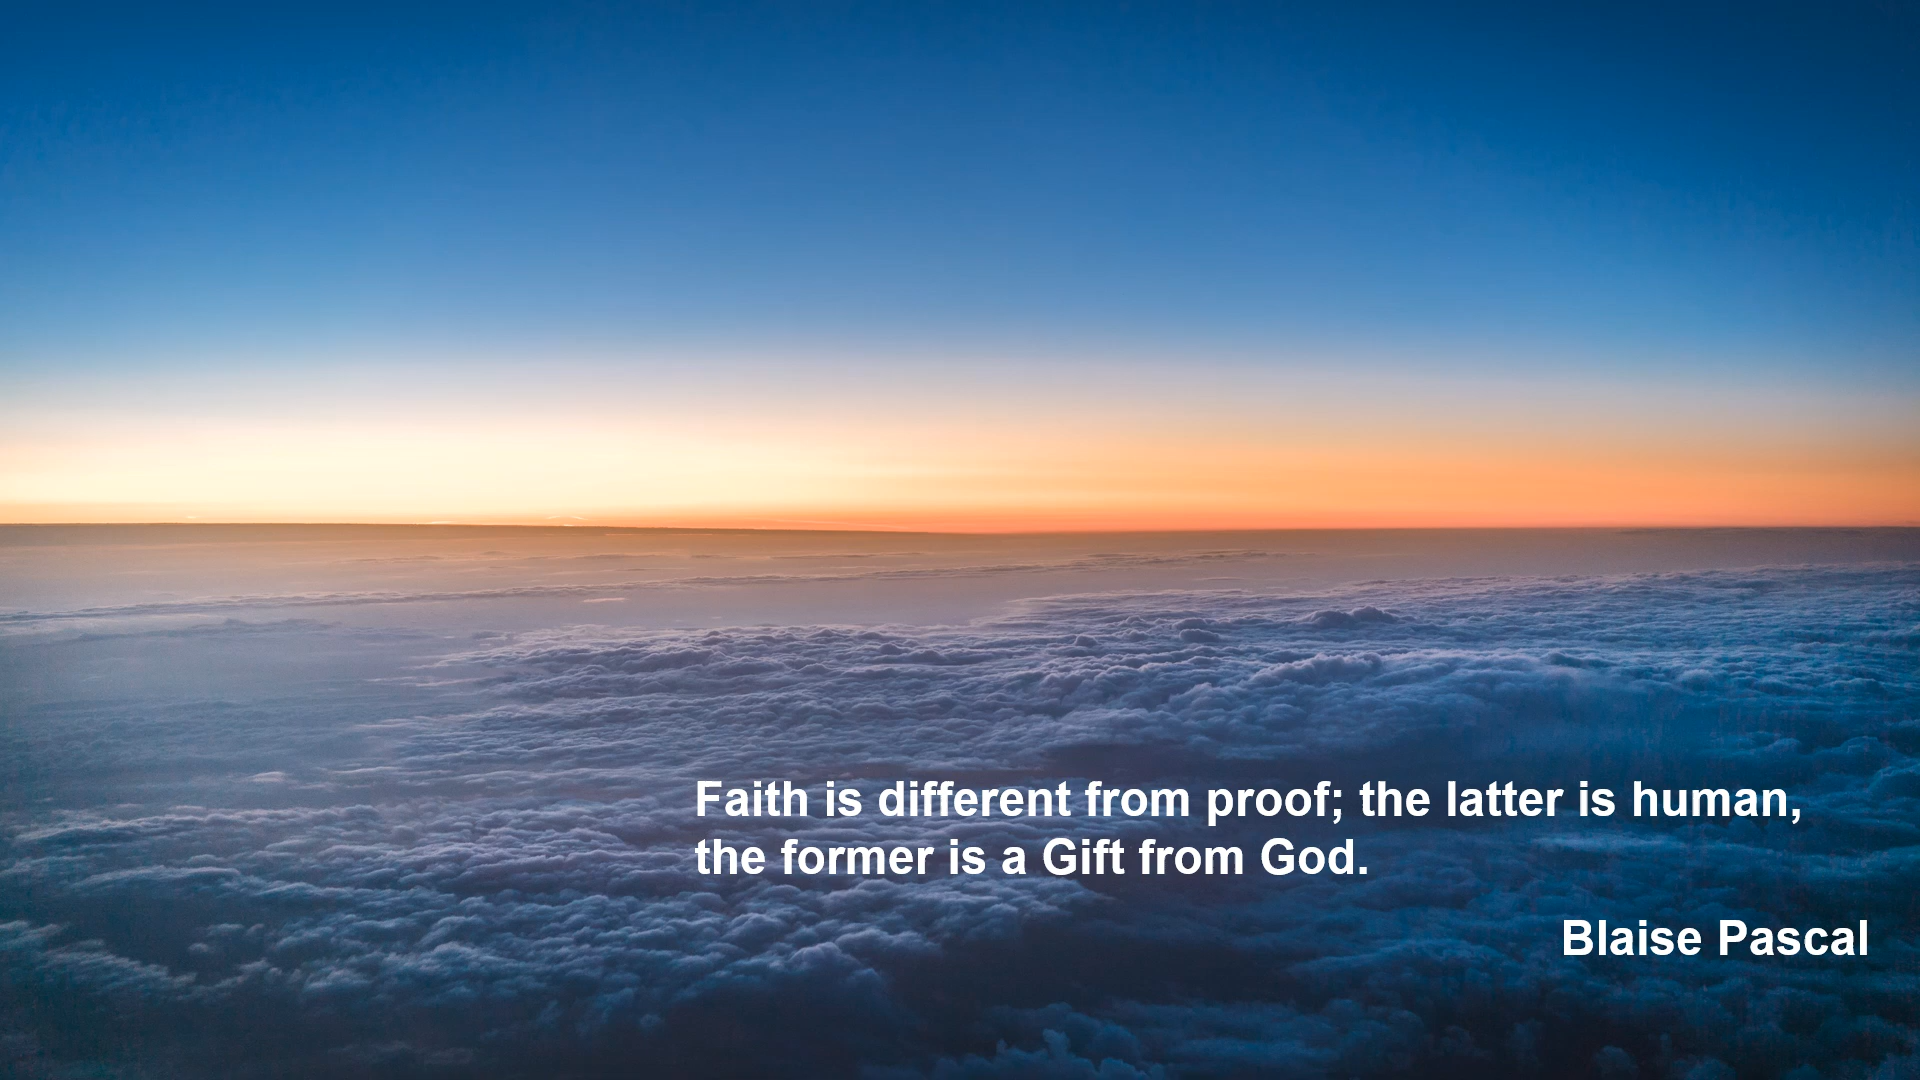 Faith is different from proof; the latter is human,
the former is a Gift from God.
Blaise Pascal